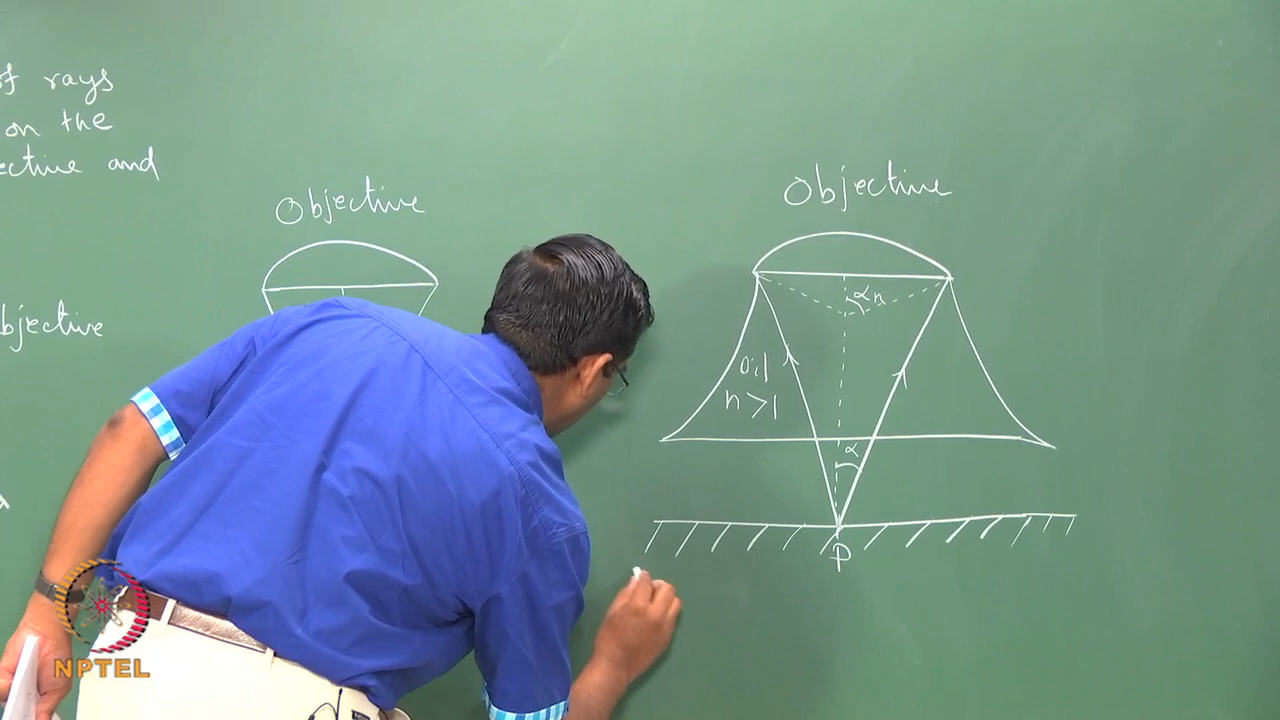 of rays
on the
ective and
bjective
Objective
Objective
αn
oil
n>1
α
P
NPTEL